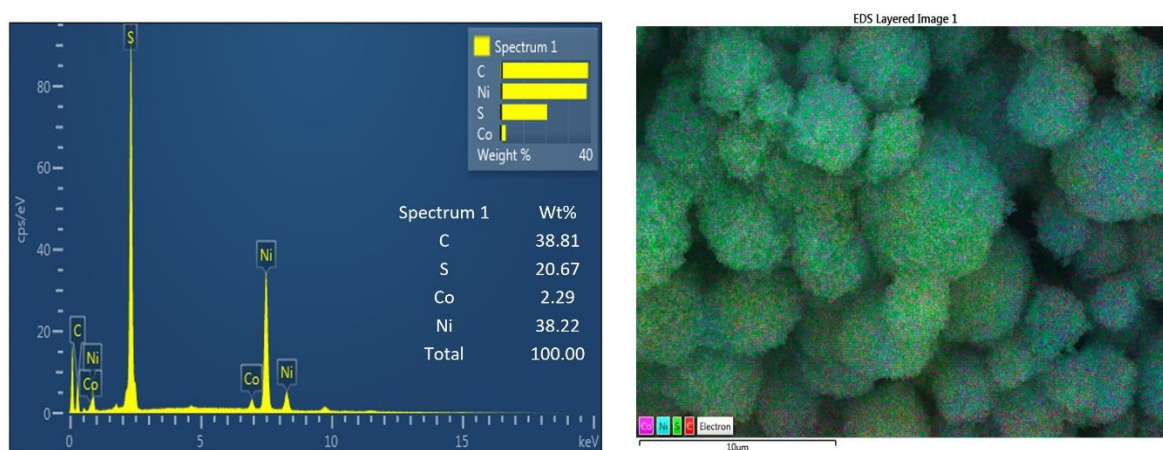 S
80
60
40
20
0
cps/eV
C
Ni
Co
Co
Ni
Ni
0
5
10
15
keV
Spectrum 1
C
Ni
S
Co
Weight %
40
Spectrum 1 Wt%
C 38.81
S 20.67
Co 2.29
Ni 38.22
Total 100.00
EDS Layered Image 1
Co Ni S C Electron
10μm